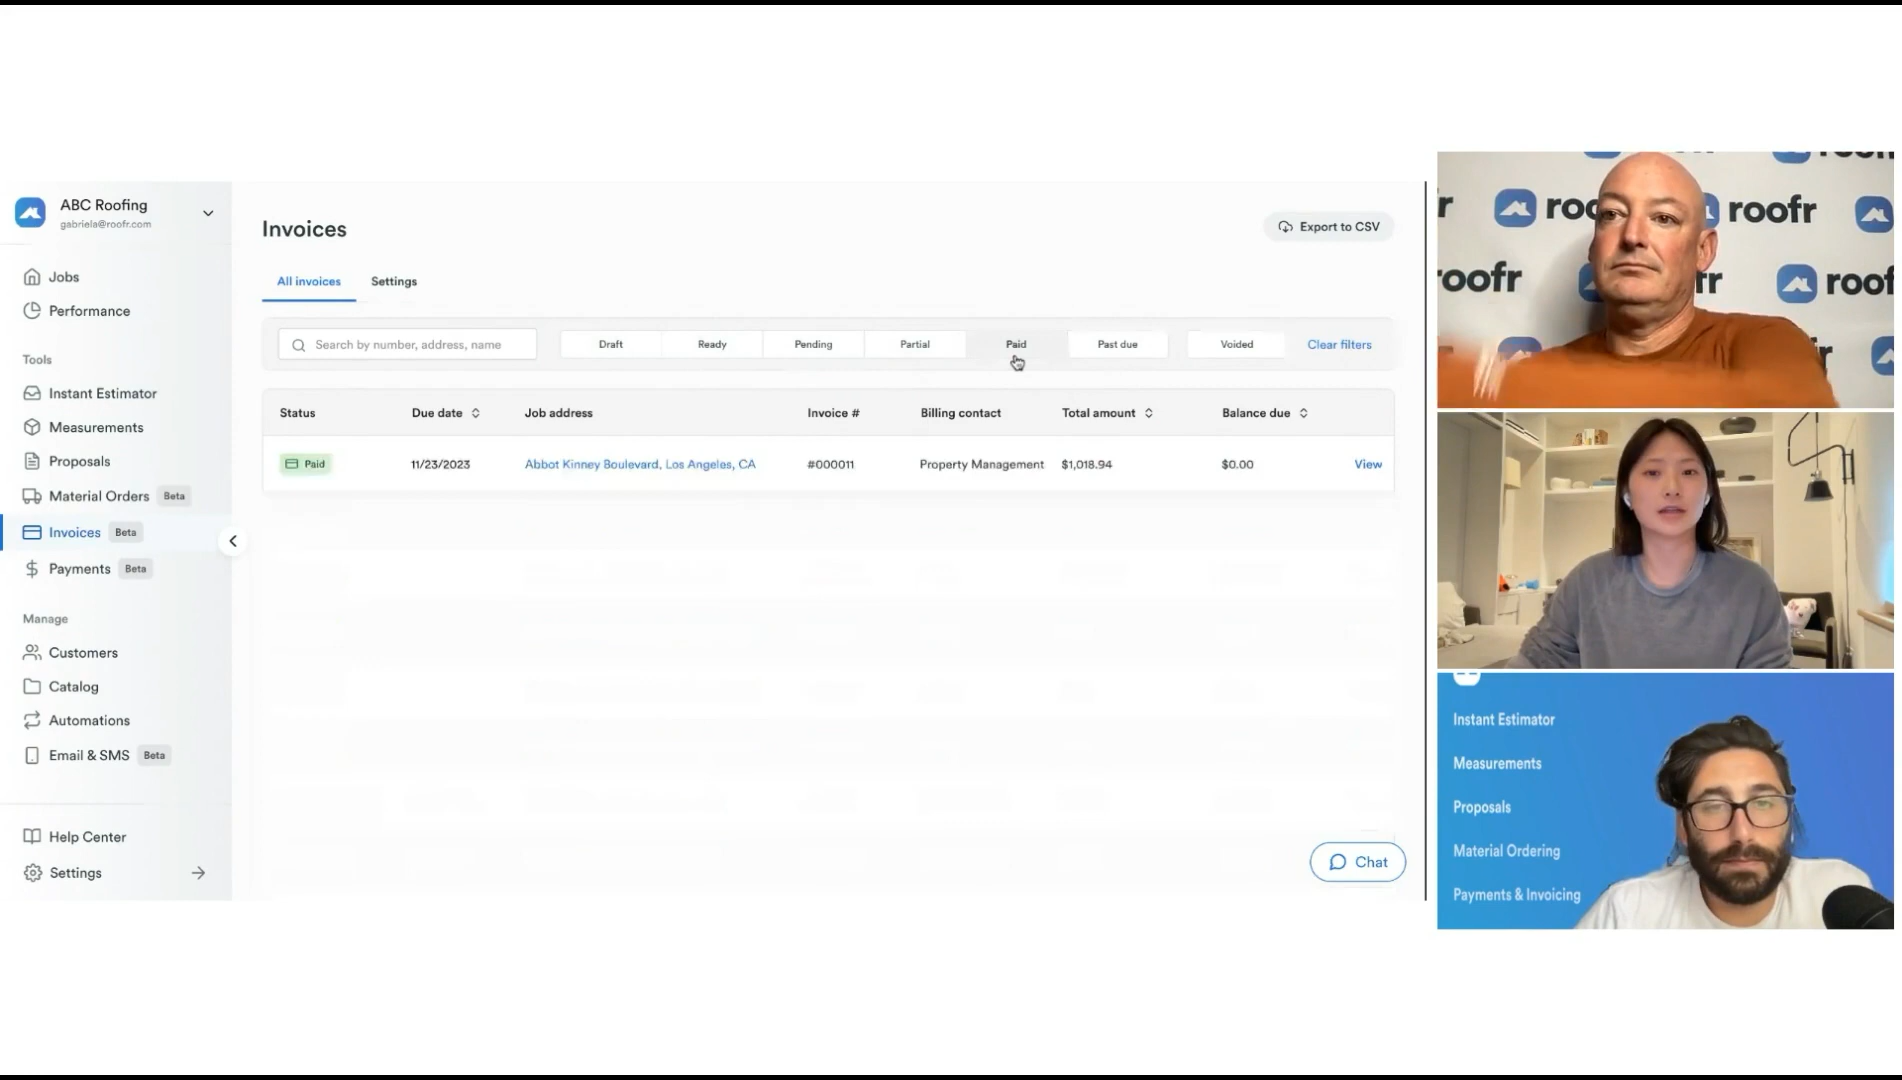 ABC Roofing
gabriela@roofr.com
Jobs
Performance
Tools
Instant Estimator
Measurements
Proposals
Material Orders Beta
Invoices Beta
Payments Beta
Manage
Customers
Catalog
Automations
Email & SMS Beta
Help Center
Settings
Invoices
Export to CSV
All invoices Settings
Search by number, address, name Draft Ready Pending Partial Paid Past due Voided Clear filters
Status Due date Job address Invoice # Billing contact Total amount Balance due
Paid 11/23/2023 Abbot Kinney Boulevard, Los Angeles, CA #000011 Property Management $1,018.94 $0.00 View
Chat
roofr
Instant Estimator
Measurements
Proposals
Material Ordering
Payments & Invoicing